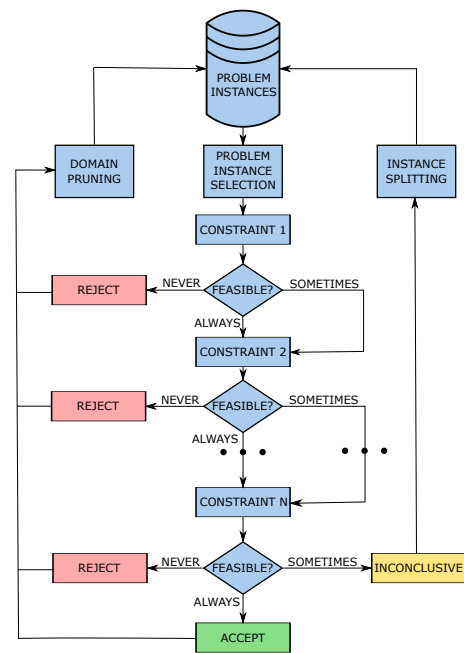 PROBLEM
INSTANCES
DOMAIN
PRUNING
PROBLEM
INSTANCE
SELECTION
INSTANCE
SPLITTING
CONSTRAINT 1
REJECT
NEVER
FEASIBLE?
SOMETIMES
ALWAYS
CONSTRAINT 2
REJECT
NEVER
FEASIBLE?
SOMETIMES
ALWAYS
• • •
• • •
CONSTRAINT N
REJECT
NEVER
FEASIBLE?
SOMETIMES
INCONCLUSIVE
ALWAYS
ACCEPT